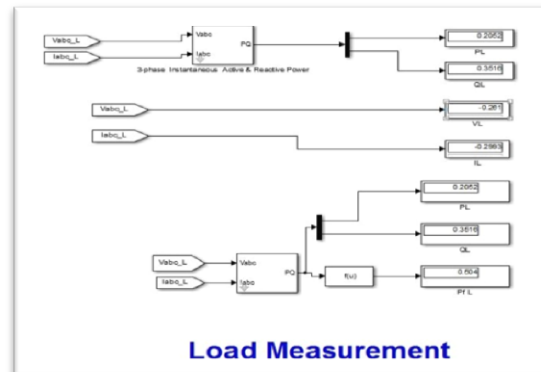 0.2052
PL
Vabc_L
Iabc_L
Vabc
Iabc
PQ
3-phase Instantaneous Active & Reactive Power
0.3516
QL
Vabc_L
-0.261
VL
Iabc_L
-0.2993
IL
0.2052
PL
0.3516
QL
Vabc_L
Iabc_L
Vabc
Iabc
PQ
f(u)
0.504
Pf L
Load Measurement